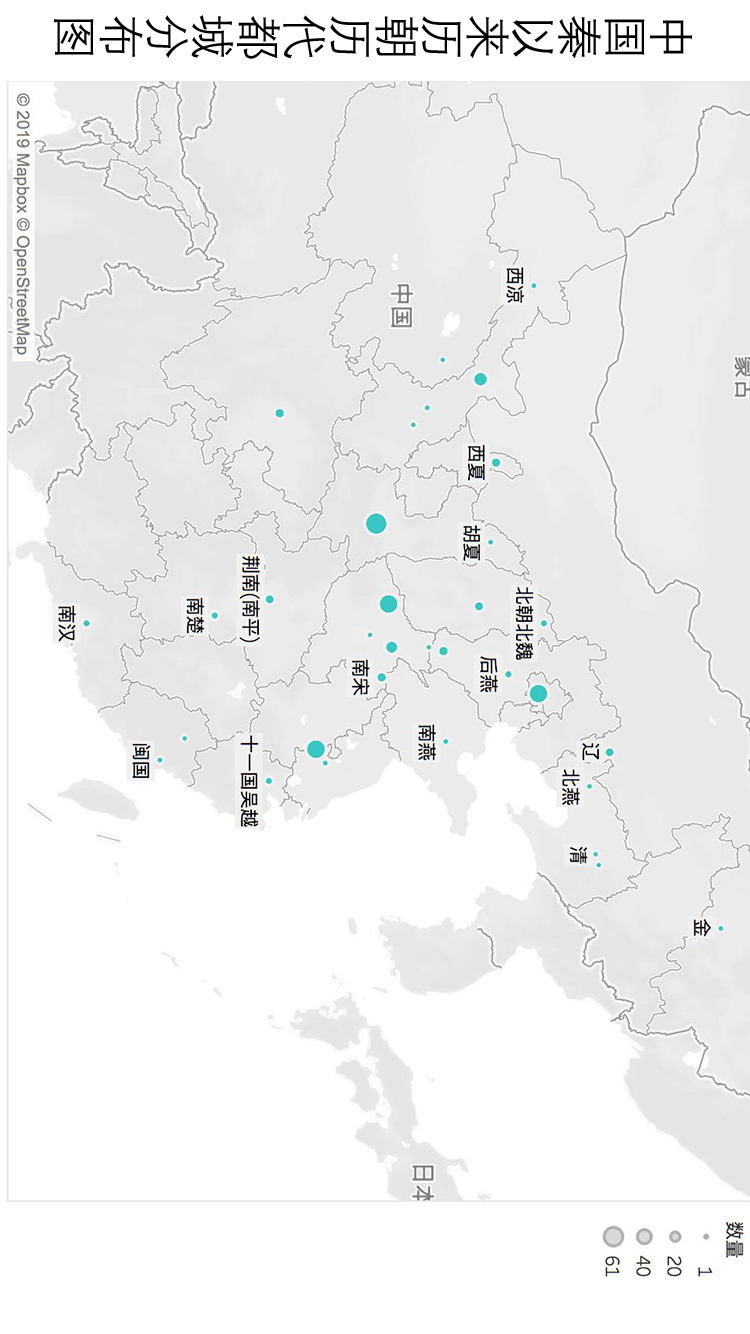 中国秦以来历朝历代都城分布图
蒙古
金
辽
北燕
清
北朝北魏
西凉
后燕
西夏
胡夏
南燕
日本
中国
南宋
荆南(南平)
十一国吴越
南楚
闽国
南汉
© 2019 Mapbox © OpenStreetMap
数量
1
20
40
61